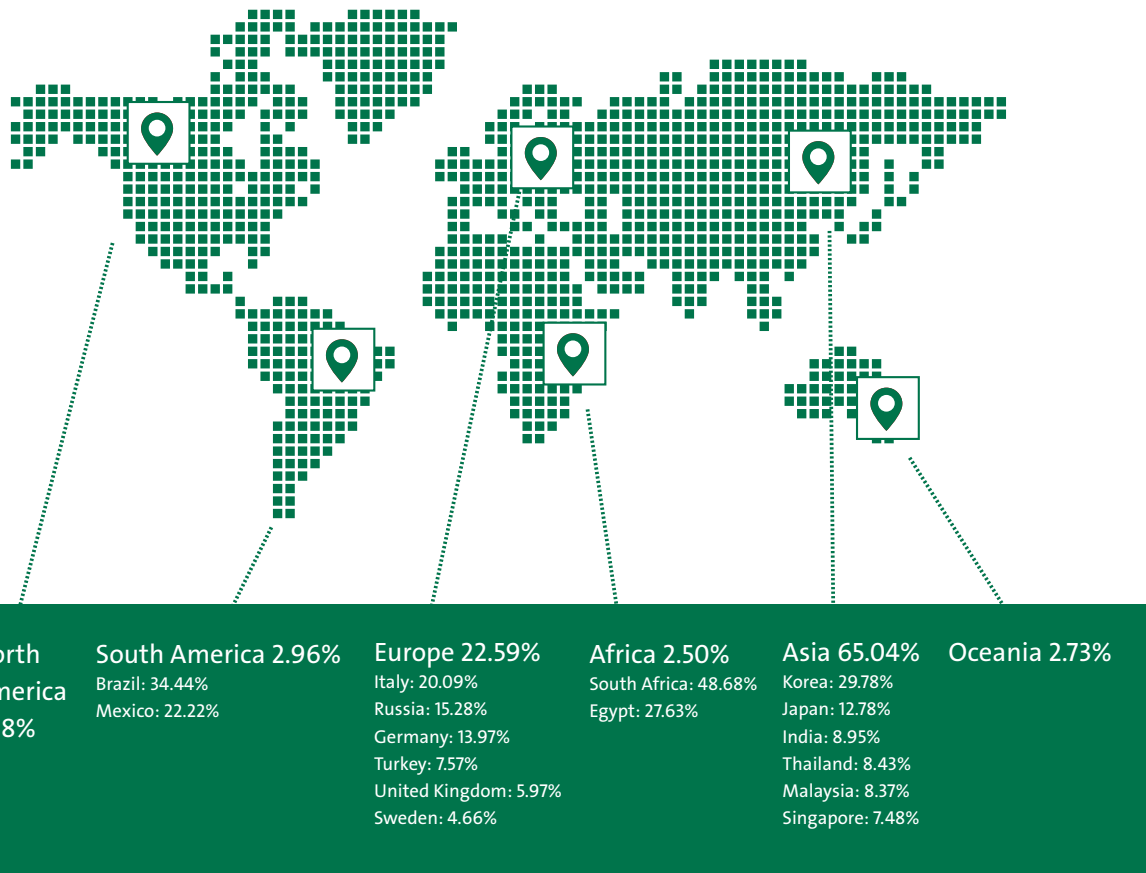 South America 2.96%
Brazil: 34.44%
Mexico: 22.22%
Europe 22.59%
Italy: 20.09%
Russia: 15.28%
Germany: 13.97%
Turkey: 7.57%
United Kingdom: 5.97%
Sweden: 4.66%
Africa 2.50%
South Africa: 48.68%
Egypt: 27.63%
Asia 65.04%
Korea: 29.78%
Japan: 12.78%
India: 8.95%
Thailand: 8.43%
Malaysia: 8.37%
Singapore: 7.48%
Oceania 2.73%